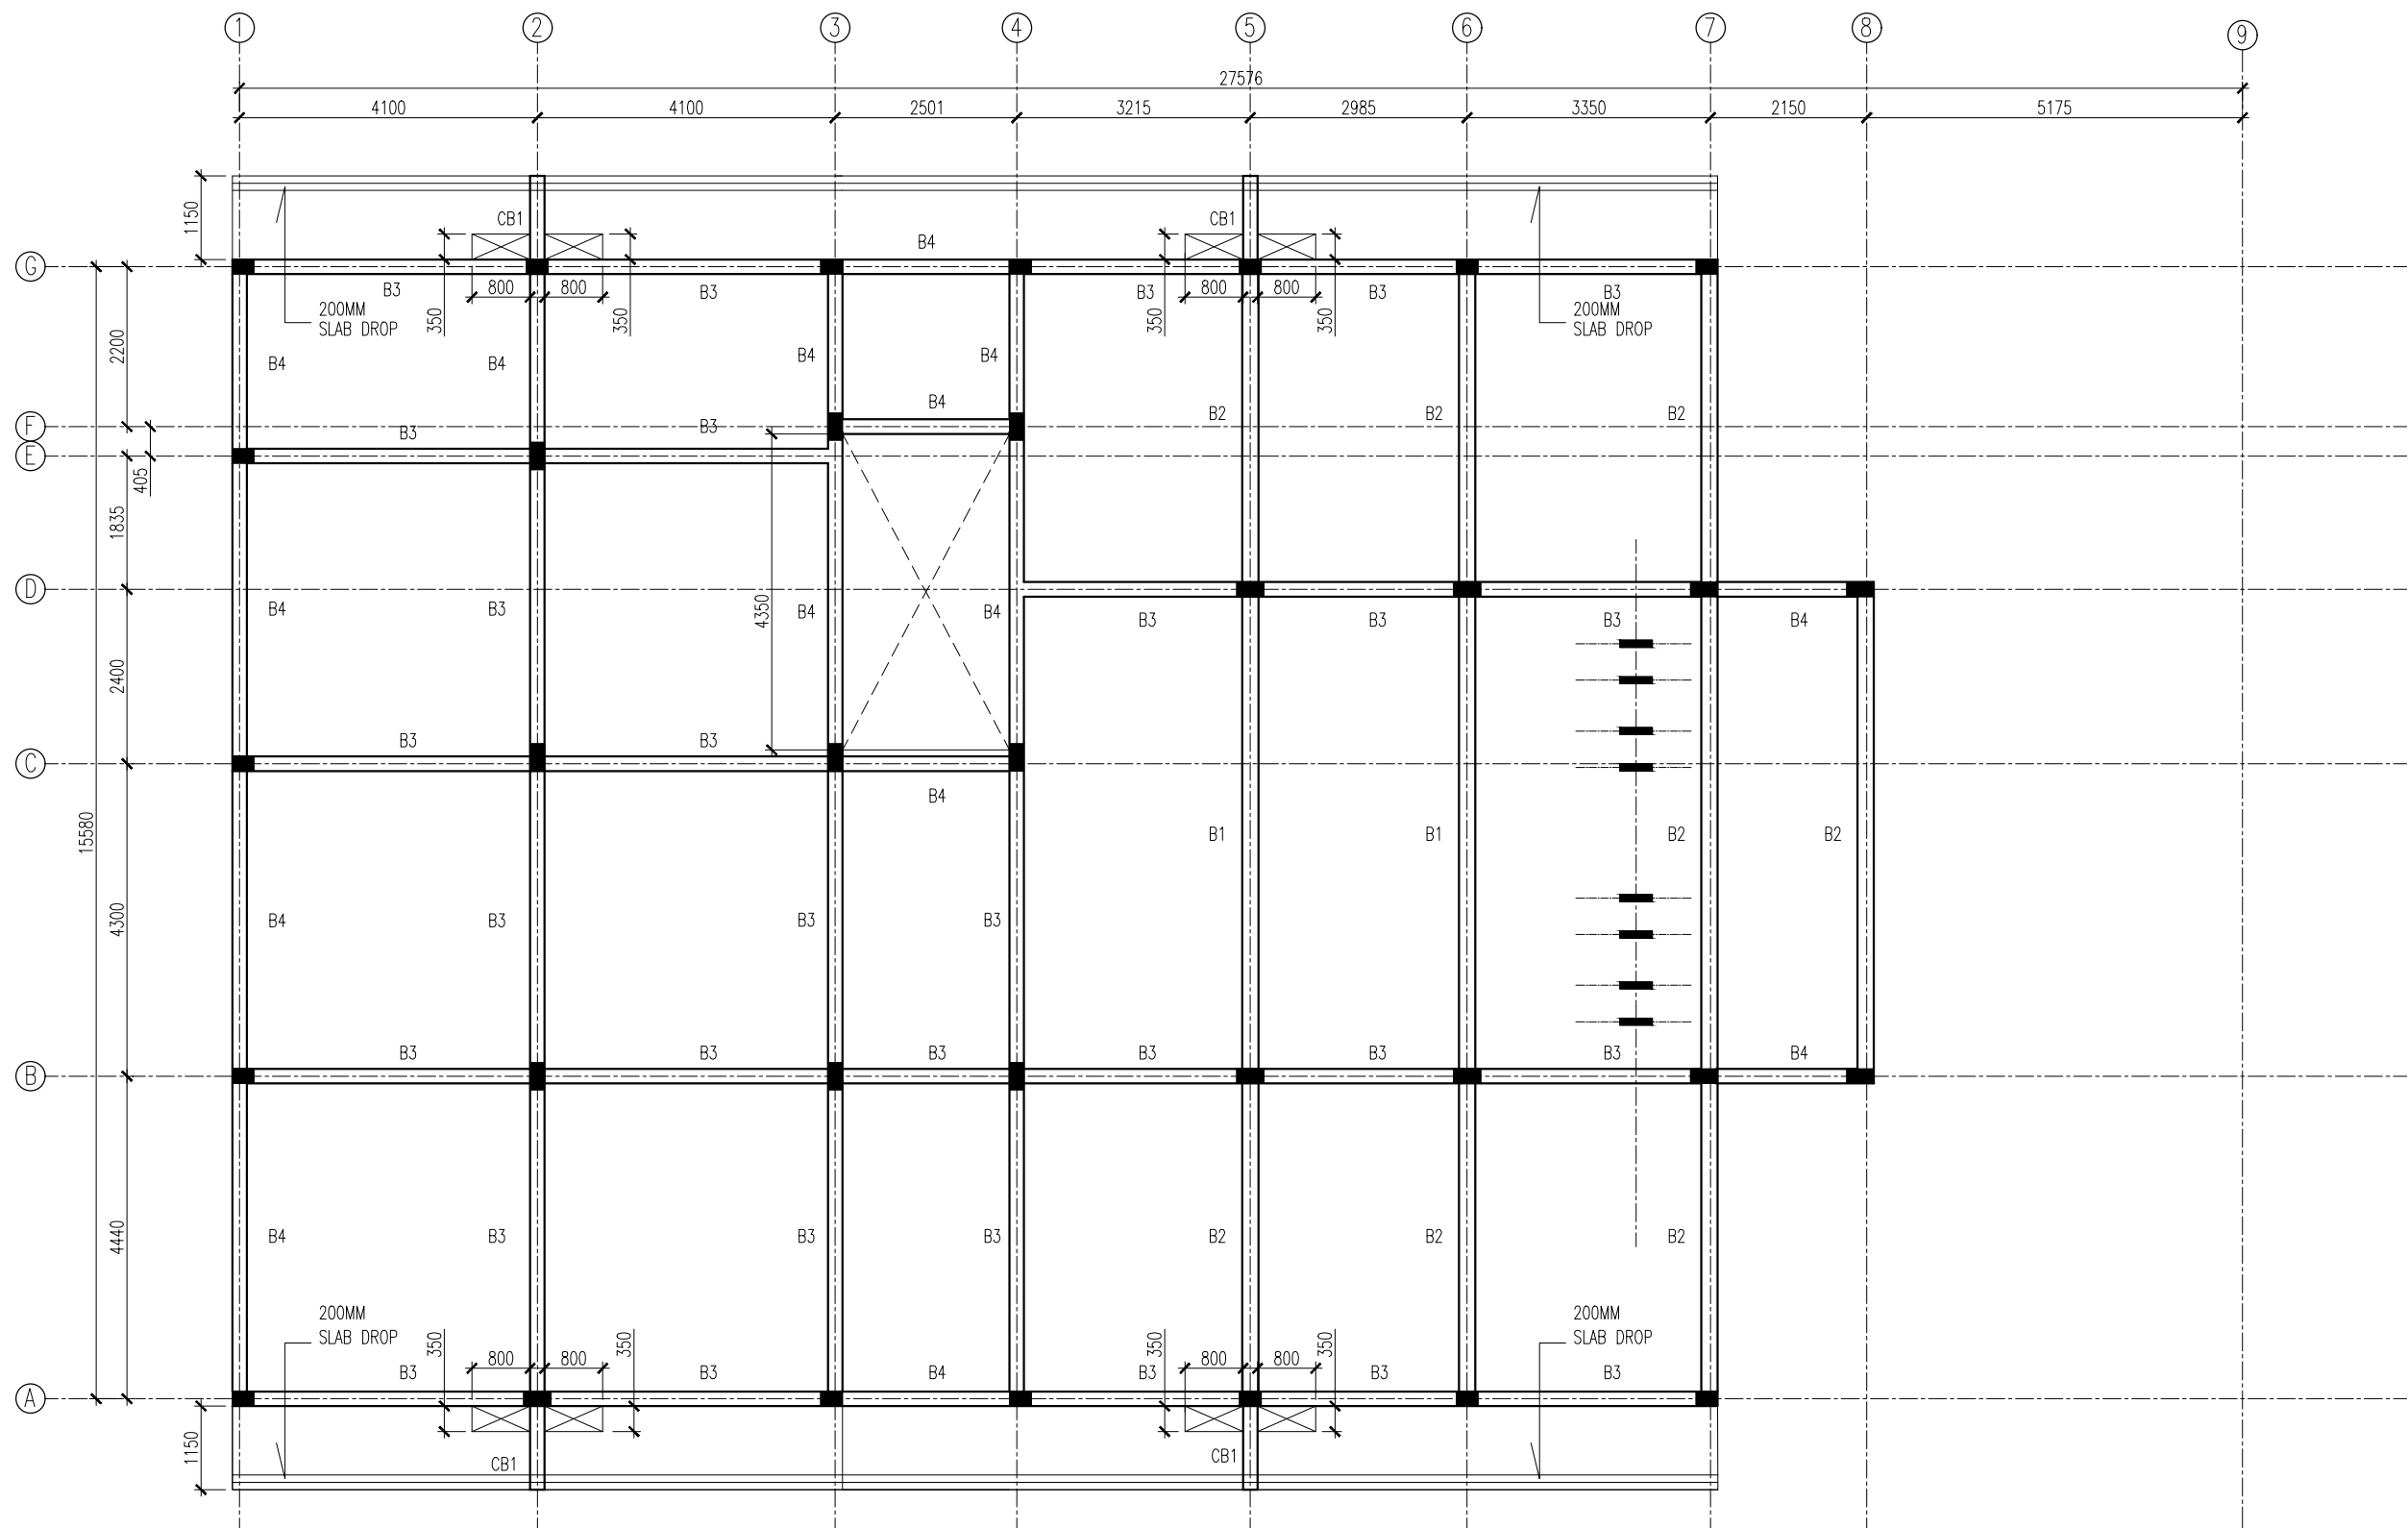 1 2 3 4 5 6 7 8 9
27576
4100 4100 2501 3215 2985 3350 2150 5175
1150
CB1 CB1
B4
G
B3 800 800 B3 B3 800 800 B3 B3
200MM
SLAB DROP
350 350 350 350
200MM
SLAB DROP
2200
B4 B4 B4 B4
B4
B2 B2 B2
F
B3 B3
E
405
1835
D
B4 B3 4350 B4 B4 B3 B3 B3 B4
2400
B3 B3
C
B4
15580
B1 B1 B2 B2
4300
B4 B3 B3 B3
B3 B3 B3 B3 B3 B3 B4
B
4440
B4 B3 B3 B3 B2 B2 B2
200MM
SLAB DROP
200MM
SLAB DROP
350 800 800 350 350 800 800 350
B3 B3 B4 B3 B3 B3
A
1150
CB1 CB1